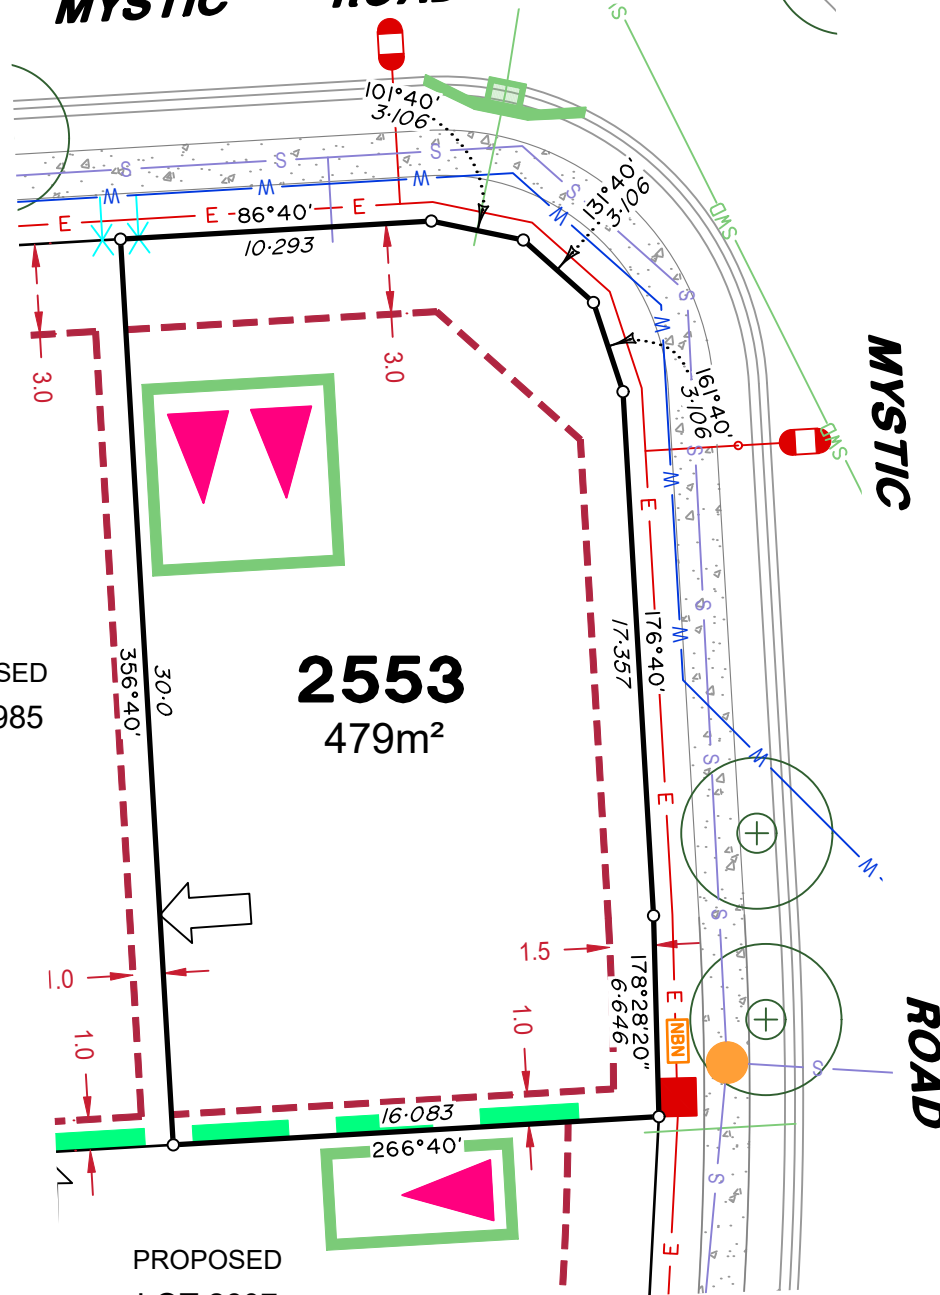 MYSTIC ROAD
101°40'
3·106
131°40'
3·106
S
S
S
S
S
SWD
W
W
W
W
E
E
86°40'
E
10·293
3.0
3.0
161°40'
3·106
S
W
W
SWD
MYSTIC
S
E
S
W
17·357
176°40'
SED
985
356°40'
30·0
2553
479m²
S
W
E
W
S
1.5
1.0
178°28'20"
6·646
E
NBN
S
1.0
1.0
ROAD
16·083
266°40'
S
E
PROPOSED